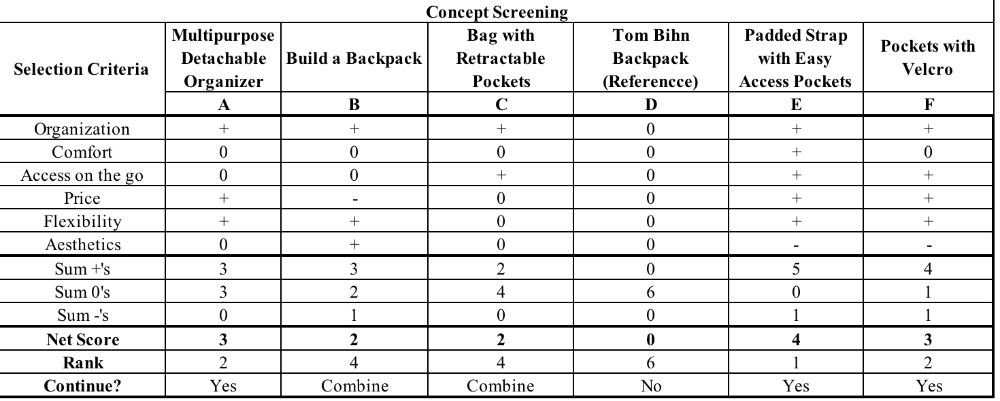 Concept Screening
Selection Criteria Multipurpose Detachable Organizer Build a Backpack Bag with Retractable Pockets Tom Bihn Backpack (Referencce) Padded Strap with Easy Access Pockets Pockets with Velcro
A B C D E F
Organization + + + 0 + +
Comfort 0 0 0 0 + 0
Access on the go 0 0 + 0 + +
Price + - 0 0 + +
Flexibility + + 0 0 + +
Aesthetics 0 + 0 0 - -
Sum +'s 3 3 2 0 5 4
Sum 0's 3 2 4 6 0 1
Sum -'s 0 1 0 0 1 1
Net Score 3 2 2 0 4 3
Rank 2 4 4 6 1 2
Continue? Yes Combine Combine No Yes Yes